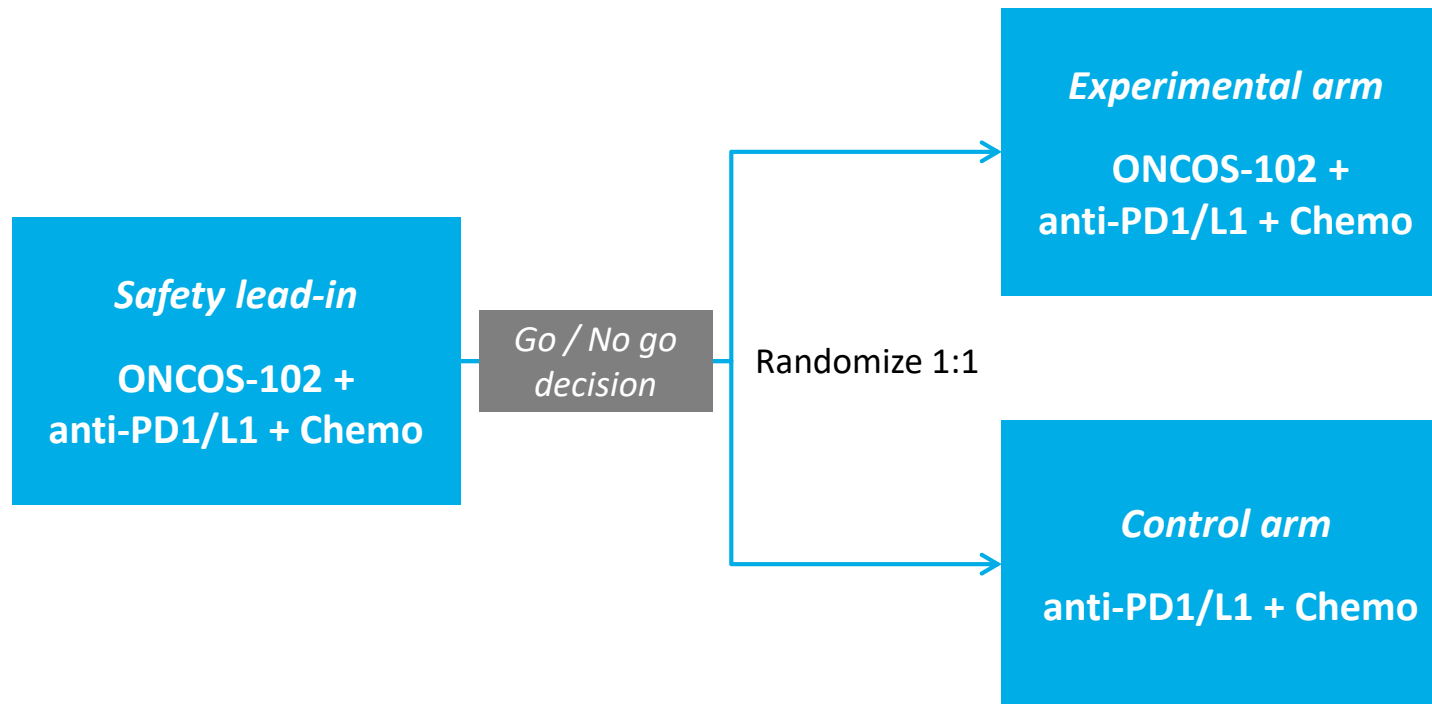 Safety lead-in
ONCOS-102 +
anti-PD1/L1 + Chemo
Go / No go
decision
Randomize 1:1
Experimental arm
ONCOS-102 +
anti-PD1/L1 + Chemo
Control arm
anti-PD1/L1 + Chemo